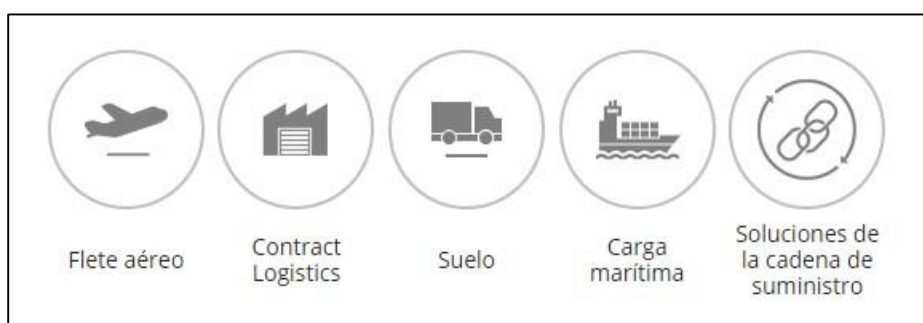 Flete aéreo
Contract
Logistics
Suelo
Carga
marítima
Soluciones de
la cadena de
suministro